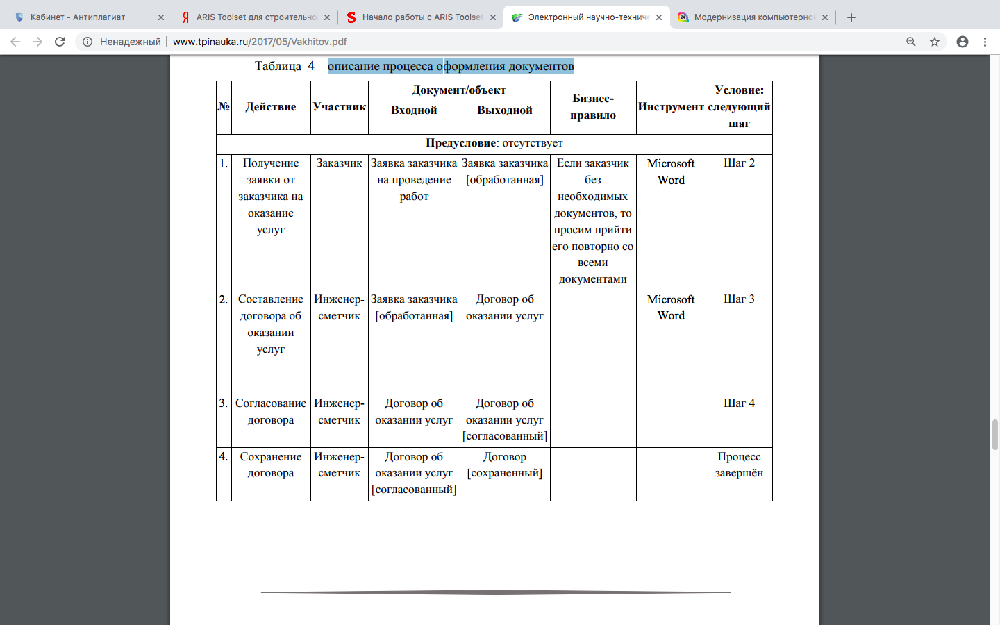 Кабинет - Антиплагиат
ARIS Toolset для строительно
Начало работы с ARIS Toolset
Электронный научно-техниче
Модернизация компьютерной
Ненадежный
www.tpinauka.ru/2017/05/Vakhitov.pdf
Таблица 4 – описание процесса оформления документов
№
Действие
Участник
Документ/объект
Входной
Выходной
Бизнес-
правило
Инструмент
Условие:
следующий
шаг
Предусловие: отсутствует
1.
Получение
заявки от
заказчика на
оказание
услуг
Заказчик
Заявка заказчика
на проведение
работ
Заявка заказчика
[обработанная]
Если заказчик
без
необходимых
документов, то
просим прийти
его повторно со
всеми
документами
Microsoft
Word
Шаг 2
2.
Составление
договора об
оказании
услуг
Инженер-
сметчик
Заявка заказчика
[обработанная]
Договор об
оказании услуг
Microsoft
Word
Шаг 3
3.
Согласование
договора
Инженер-
сметчик
Договор об
оказании услуг
Договор об
оказании услуг
[согласованный]
Шаг 4
4.
Сохранение
договора
Инженер-
сметчик
Договор об
оказании услуг
[согласованный]
Договор
[сохраненный]
Процесс
завершён